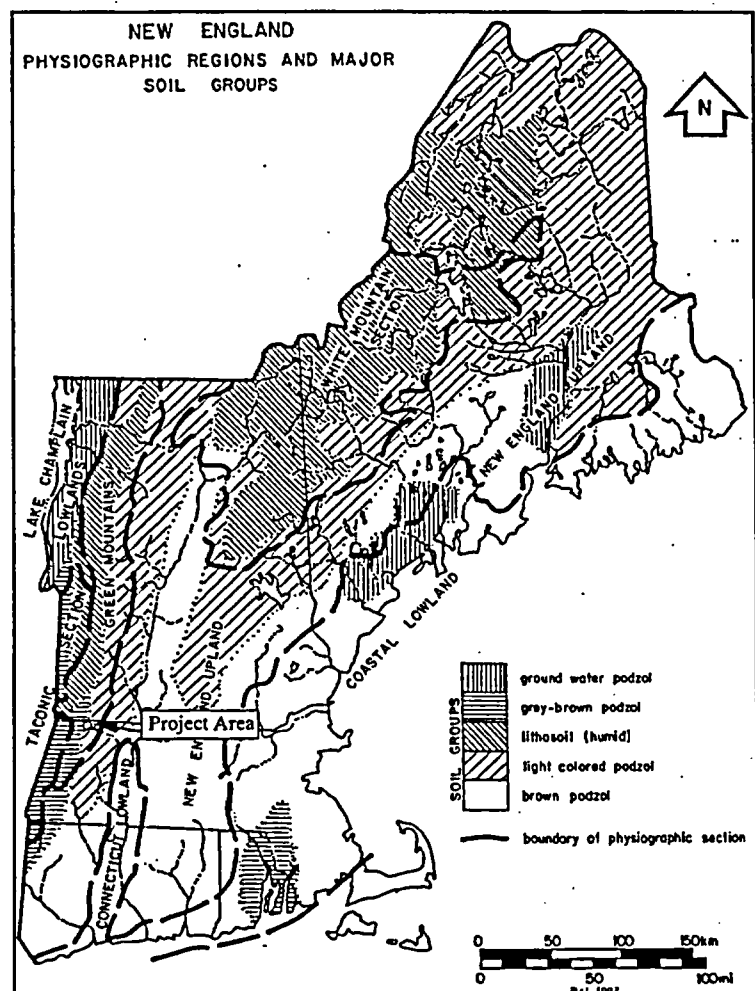 NEW ENGLAND
PHYSIOGRAPHIC REGIONS AND MAJOR
SOIL GROUPS
N
WHITE MOUNTAIN
SECTION
NEW ENGLAND UPLAND
LAKE CHAMPLAIN
LOWLANDS
GREEN MOUNTAINS
SECTION
TACONIC
COASTAL LOWLAND
Project Area
NEW ENGLAND UPLAND
CONNECTICUT LOWLAND
SOIL GROUPS
ground water podzol
grey-brown podzol
lithosoil (humid)
light colored podzol
brown podzol
boundary of physiographic section
0 50 100 150km
0 50 100mi